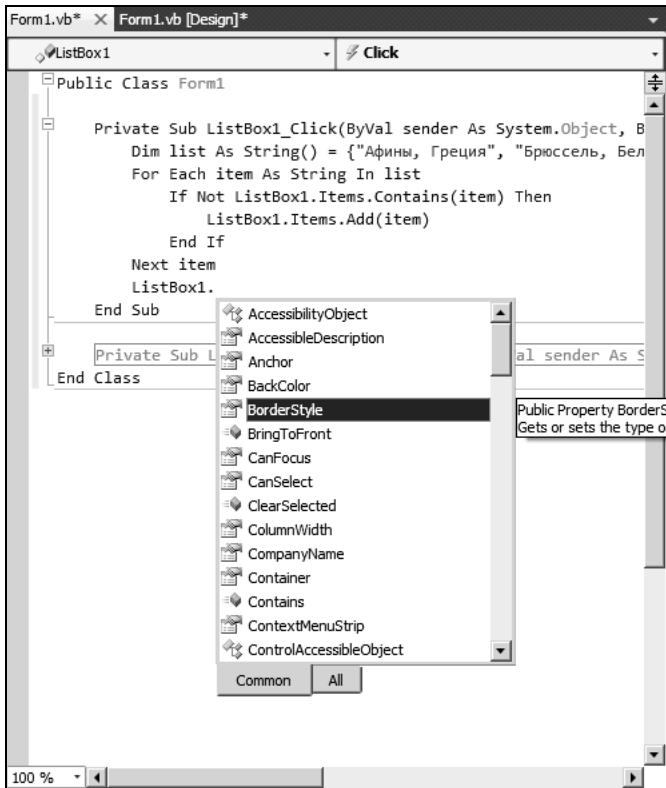 Form1.vb* Form1.vb [Design]*
ListBox1 Click
Public Class Form1
Private Sub ListBox1_Click(ByVal sender As System.Object, B
Dim list As String() = {"Афины, Греция", "Брюссель, Бел
For Each item As String In list
If Not ListBox1.Items.Contains(item) Then
ListBox1.Items.Add(item)
End If
Next item
ListBox1.
End Sub
AccessibilityObject
AccessibleDescription
Private Sub L al sender As S
Anchor
End Class
BackColor
BorderStyle
Public Property BorderS
Gets or sets the type o
BringToFront
CanFocus
CanSelect
ClearSelected
ColumnWidth
CompanyName
Container
Contains
ContextMenuStrip
ControlAccessibleObject
Common All
100 %